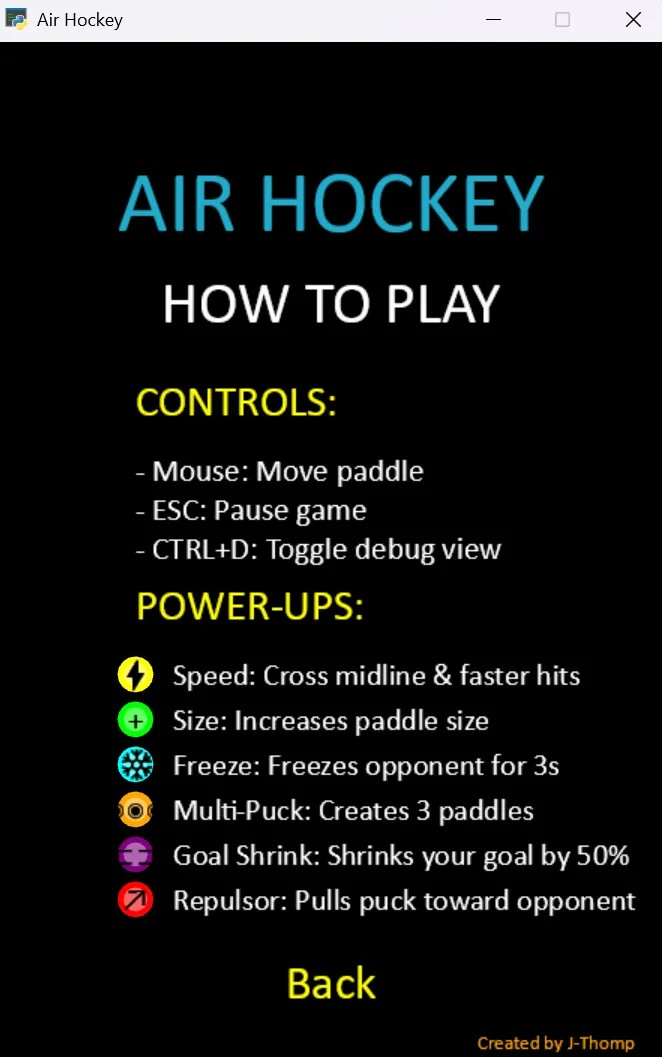 Air Hockey
AIR HOCKEY
HOW TO PLAY
CONTROLS:
- Mouse: Move paddle
- ESC: Pause game
- CTRL+D: Toggle debug view
POWER-UPS:
Speed: Cross midline & faster hits
Size: Increases paddle size
Freeze: Freezes opponent for 3s
Multi-Puck: Creates 3 paddles
Goal Shrink: Shrinks your goal by 50%
Repulsor: Pulls puck toward opponent
Back
Created by J-Thomp